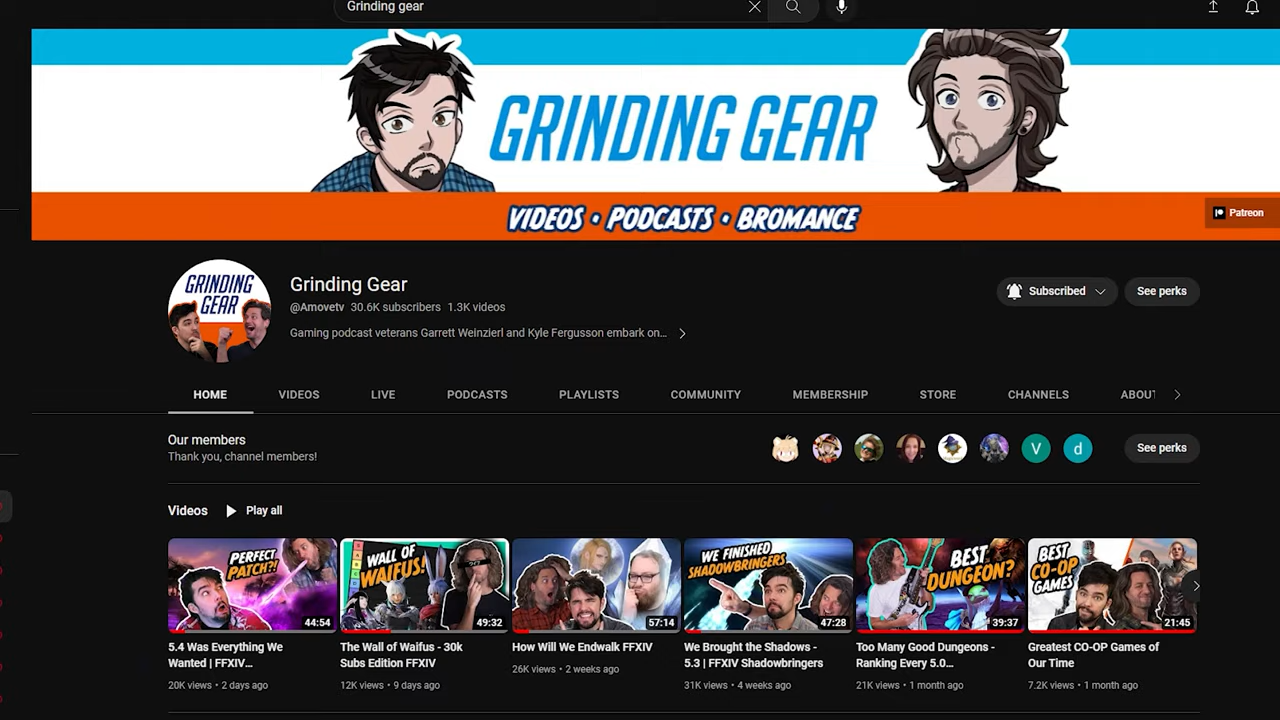 Grinding gear
GRINDING GEAR
VIDEOS • PODCASTS • BROMANCE
Patreon
GRINDING
GEAR
Grinding Gear
@Amovetv 30.6K subscribers 1.3K videos
Gaming podcast veterans Garrett Weinzierl and Kyle Fergusson embark on...
Subscribed
See perks
HOME VIDEOS LIVE PODCASTS PLAYLISTS COMMUNITY MEMBERSHIP STORE CHANNELS ABOUT
Our members
Thank you, channel members!
V d
See perks
Videos Play all
PERFECT
PATCH?!
44:54
WALL OF
WAIFUS!
49:32
57:14
WE FINISHED
SHADOWBRINGERS
47:28
BEST
DUNGEON?
39:37
BEST
CO-OP
GAMES
21:45
5.4 Was Everything We
Wanted | FFXIV...
20K views • 2 days ago
The Wall of Waifus - 30k
Subs Edition FFXIV
12K views • 9 days ago
How Will We Endwalk FFXIV
26K views • 2 weeks ago
We Brought the Shadows -
5.3 | FFXIV Shadowbringers
31K views • 4 weeks ago
Too Many Good Dungeons -
Ranking Every 5.0...
21K views • 1 month ago
Greatest CO-OP Games of
Our Time
7.2K views • 1 month ago